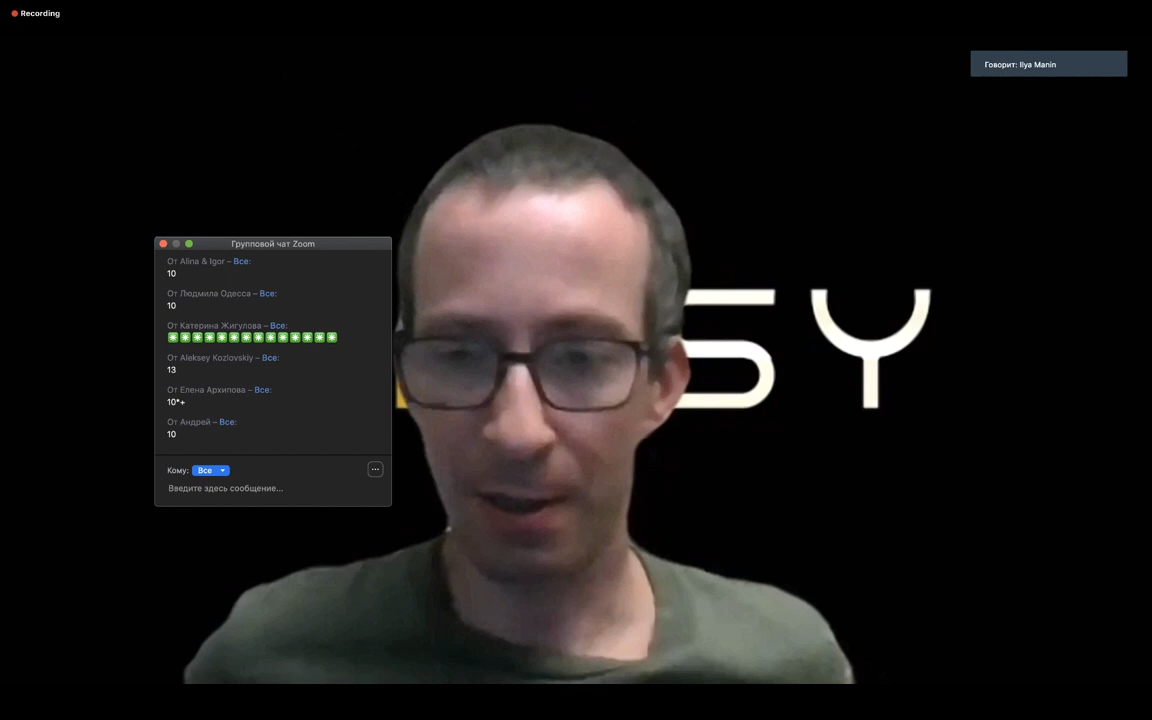 Recording
Говорит: Ilya Manin
Групповой чат Zoom
От Alina & Igor – Все:
10
От Людмила Одесса – Все:
10
От Катерина Жигулова – Все:
✳️✳️✳️✳️✳️✳️✳️✳️✳️✳️✳️✳️✳️✳️
От Aleksey Kozlovskiy – Все:
13
От Елена Архипова – Все:
10*+
От Андрей – Все:
10
Кому: Все
Введите здесь сообщение...
SY